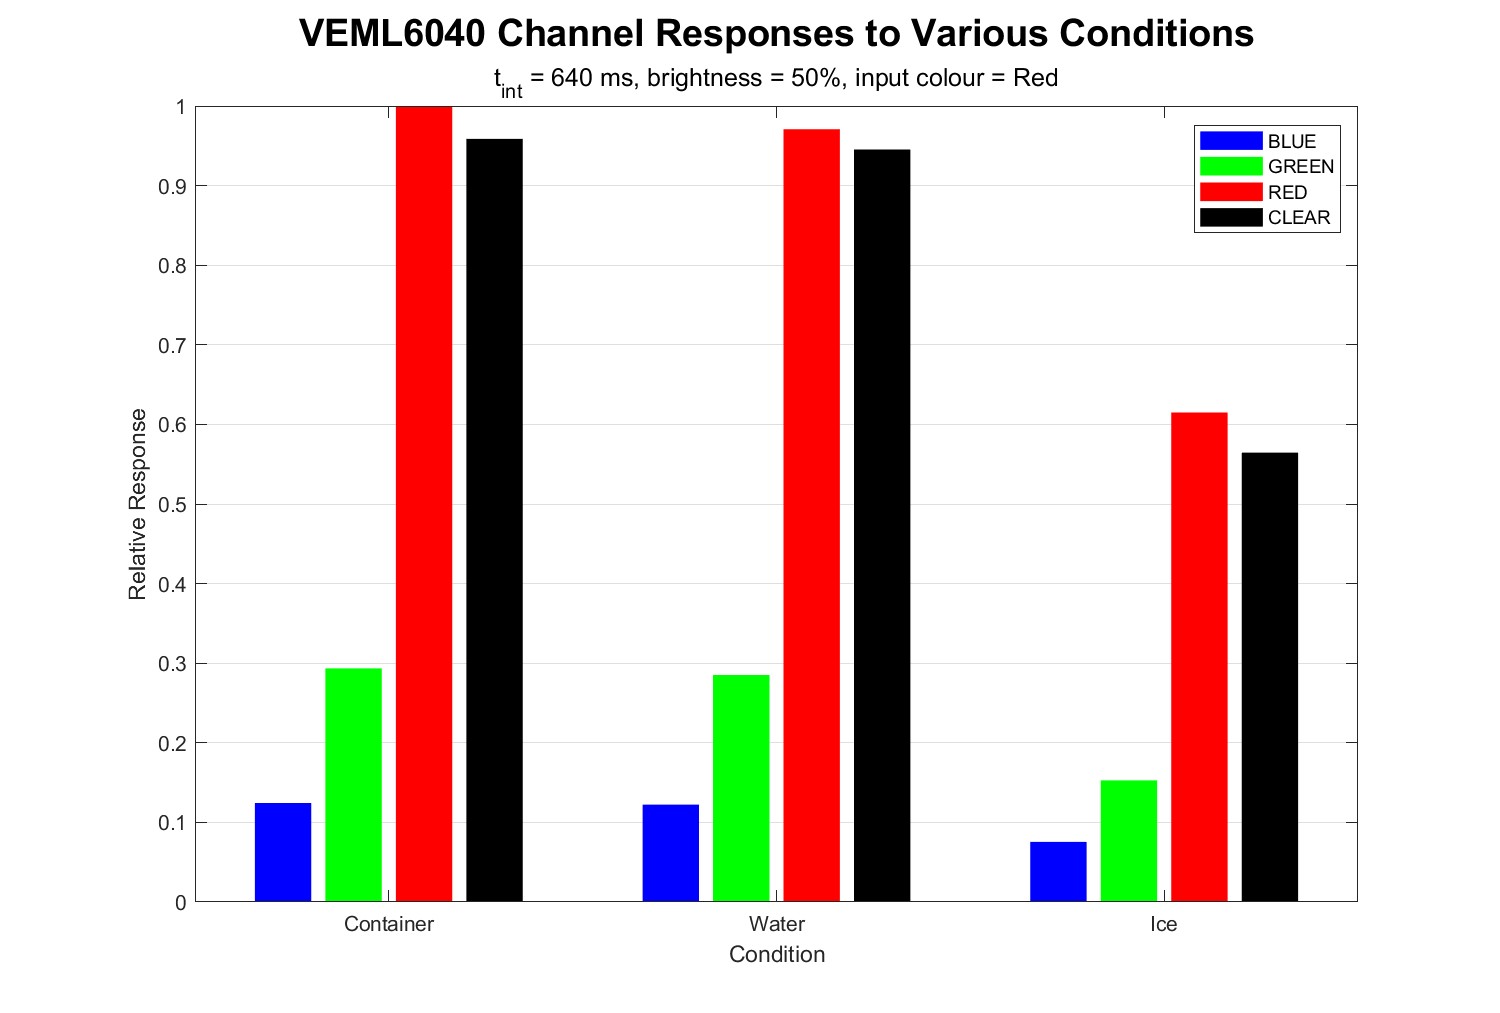 VEML6040 Channel Responses to Various Conditions
tint = 640 ms, brightness = 50%, input colour = Red
1
0.9
0.8
0.7
0.6
0.5
0.4
0.3
0.2
0.1
0
Relative Response
BLUE
GREEN
RED
CLEAR
Container Water Ice
Condition